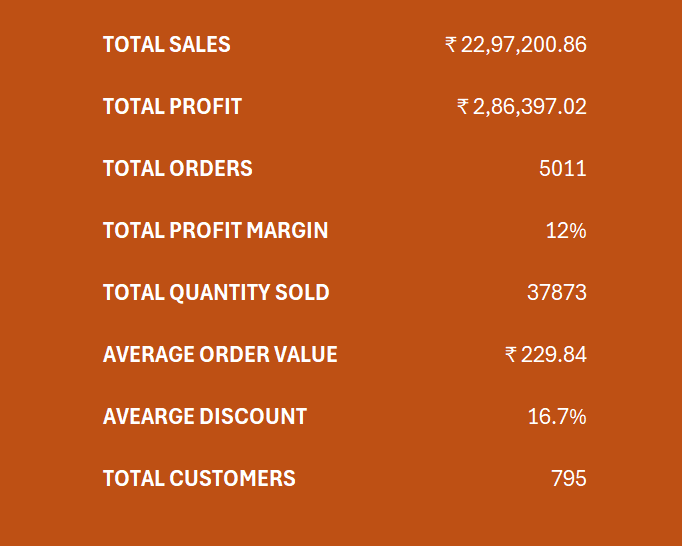 TOTAL SALES ₹ 22,97,200.86
TOTAL PROFIT ₹ 2,86,397.02
TOTAL ORDERS 5011
TOTAL PROFIT MARGIN 12%
TOTAL QUANTITY SOLD 37873
AVERAGE ORDER VALUE ₹ 229.84
AVEARGE DISCOUNT 16.7%
TOTAL CUSTOMERS 795